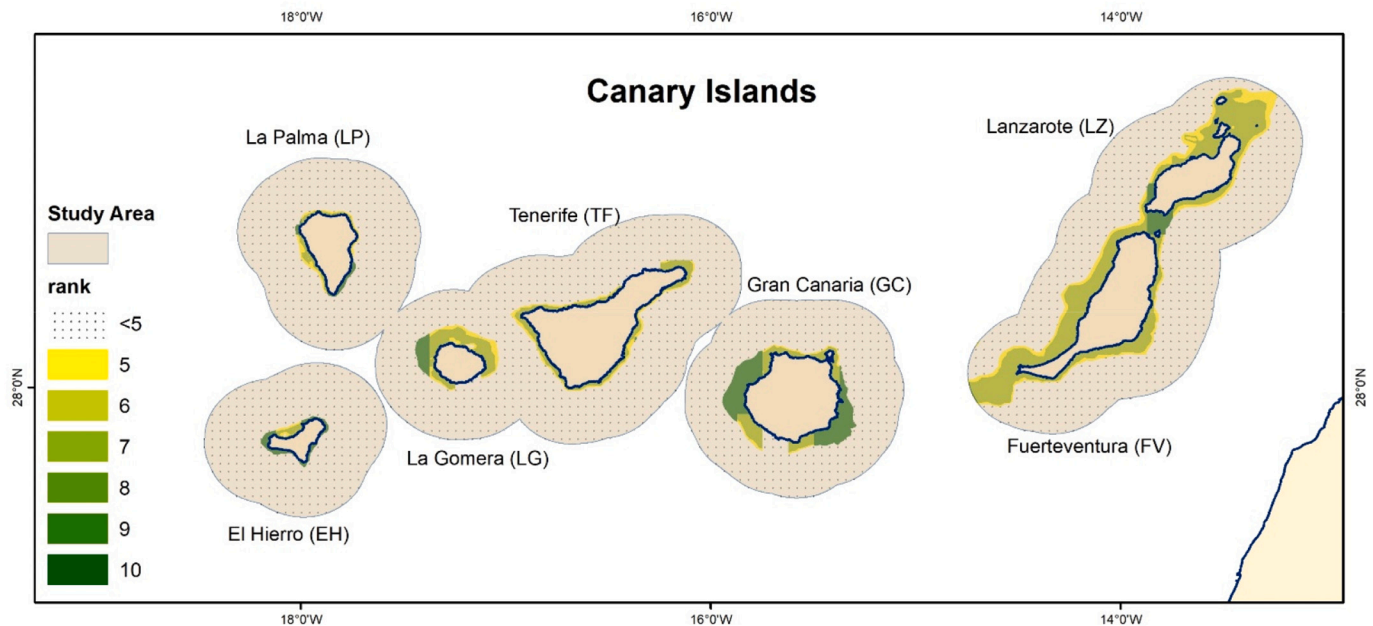 18°0'W 16°0'W 14°0'W
Canary Islands
La Palma (LP)
Lanzarote (LZ)
Tenerife (TF)
Gran Canaria (GC)
Study Area
rank
<5
5
6
7
8
9
10
28°0'N
28°0'N
La Gomera (LG)
Fuerteventura (FV)
El Hierro (EH)
18°0'W 16°0'W 14°0'W